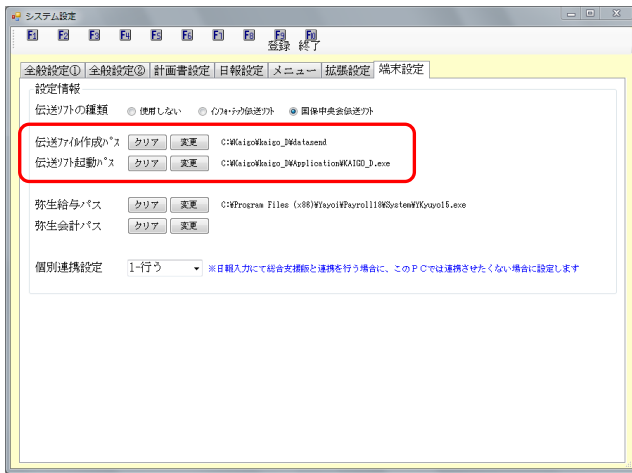 システム設定
F1 F2 F3 F4 F5 F6 F7 F8 F9 F10
登録 終了
全般設定① 全般設定② 計画書設定 日報設定 メニュー 拡張設定 端末設定
設定情報
伝送ｿﾌﾄの種類 使用しない ｲﾝﾌｫ･ﾃｯｸ伝送ｿﾌﾄ 国保中央会伝送ｿﾌﾄ
伝送ﾌｧｲﾙ作成ﾊﾟｽ クリア 変更 C:¥Kaigo¥kaigo_D¥datasend
伝送ｿﾌﾄ起動ﾊﾟｽ クリア 変更 C:¥Kaigo¥kaigo_D¥Application¥KAIGO_D.exe
弥生給与パス クリア 変更 C:¥Program Files (x86)¥Yayoi¥Payroll18¥System¥YKyuyo15.exe
弥生会計パス クリア 変更
個別連携設定 1-行う ※日報入力にて総合支援版と連携を行う場合に、このＰＣでは連携させたくない場合に設定します